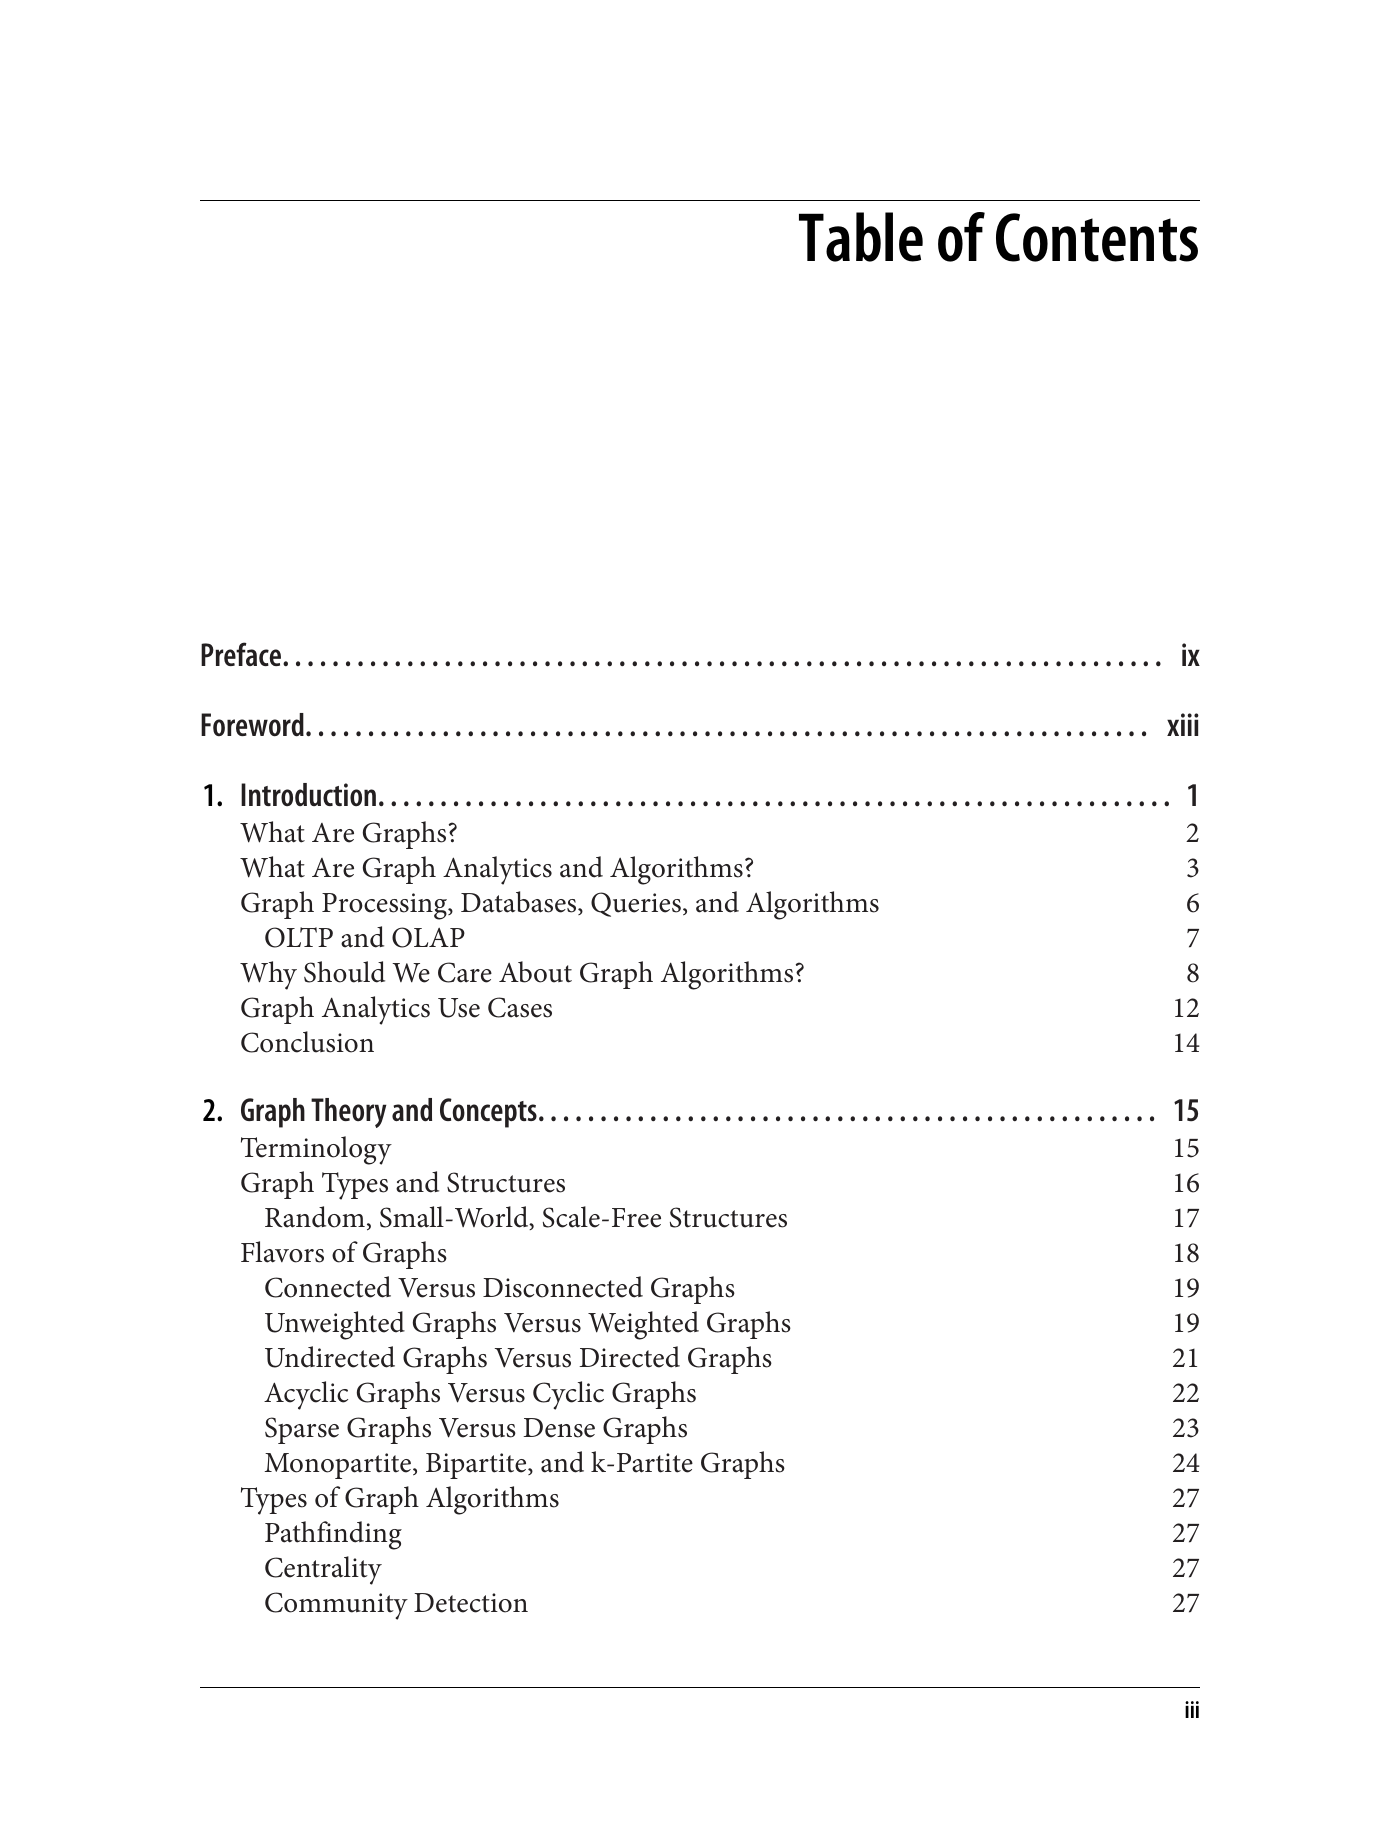 Table of Contents
Preface. . . . . . . . . . . . . . . . . . . . . . . . . . . . . . . . . . . . . . . . . . . . . . . . . . . . . . . . . . . . . . . . . . . . . . ix
Foreword. . . . . . . . . . . . . . . . . . . . . . . . . . . . . . . . . . . . . . . . . . . . . . . . . . . . . . . . . . . . . . . . . . . xiii
1. Introduction. . . . . . . . . . . . . . . . . . . . . . . . . . . . . . . . . . . . . . . . . . . . . . . . . . . . . . . . . . . . . . . 1
What Are Graphs? 2
What Are Graph Analytics and Algorithms? 3
Graph Processing, Databases, Queries, and Algorithms 6
OLTP and OLAP 7
Why Should We Care About Graph Algorithms? 8
Graph Analytics Use Cases 12
Conclusion 14
2. Graph Theory and Concepts. . . . . . . . . . . . . . . . . . . . . . . . . . . . . . . . . . . . . . . . . . . . . . . . . 15
Terminology 15
Graph Types and Structures 16
Random, Small-World, Scale-Free Structures 17
Flavors of Graphs 18
Connected Versus Disconnected Graphs 19
Unweighted Graphs Versus Weighted Graphs 19
Undirected Graphs Versus Directed Graphs 21
Acyclic Graphs Versus Cyclic Graphs 22
Sparse Graphs Versus Dense Graphs 23
Monopartite, Bipartite, and k-Partite Graphs 24
Types of Graph Algorithms 27
Pathfinding 27
Centrality 27
Community Detection 27
iii